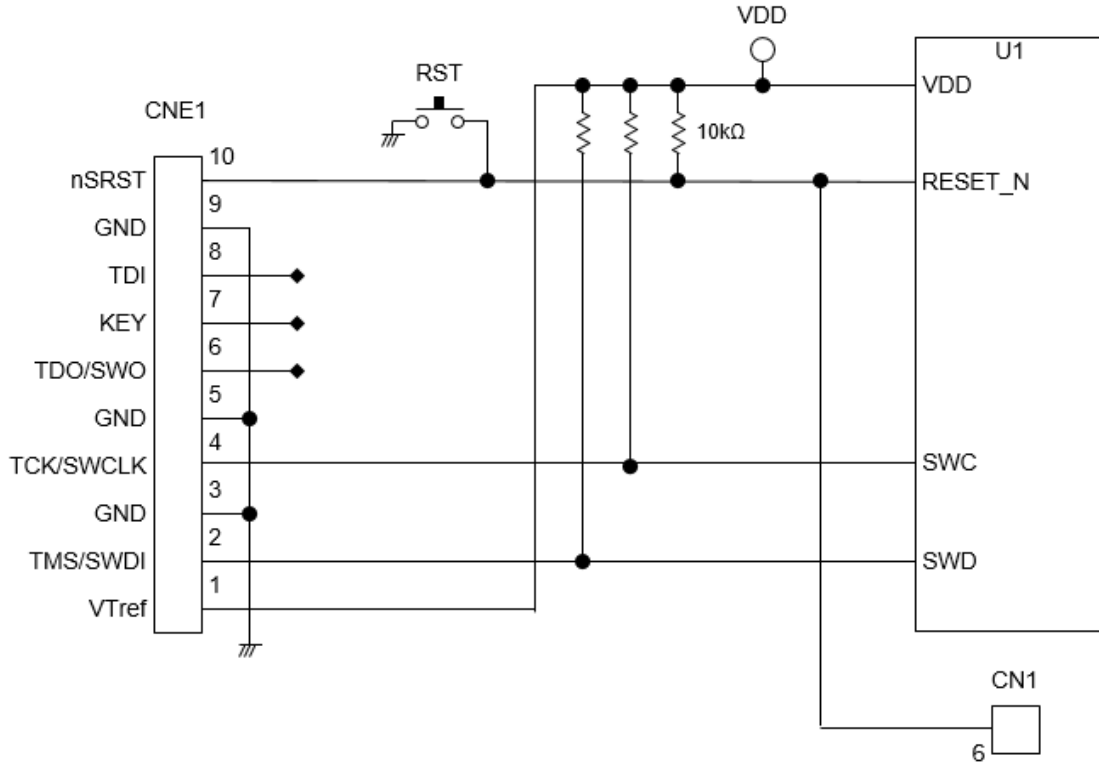 VDD
U1
RST
VDD
CNE1
10kΩ
10
nSRST
RESET_N
9
GND
8
TDI
7
KEY
6
TDO/SWO
5
GND
4
TCK/SWCLK
SWC
3
GND
2
TMS/SWDI
SWD
1
VTref
CN1
6